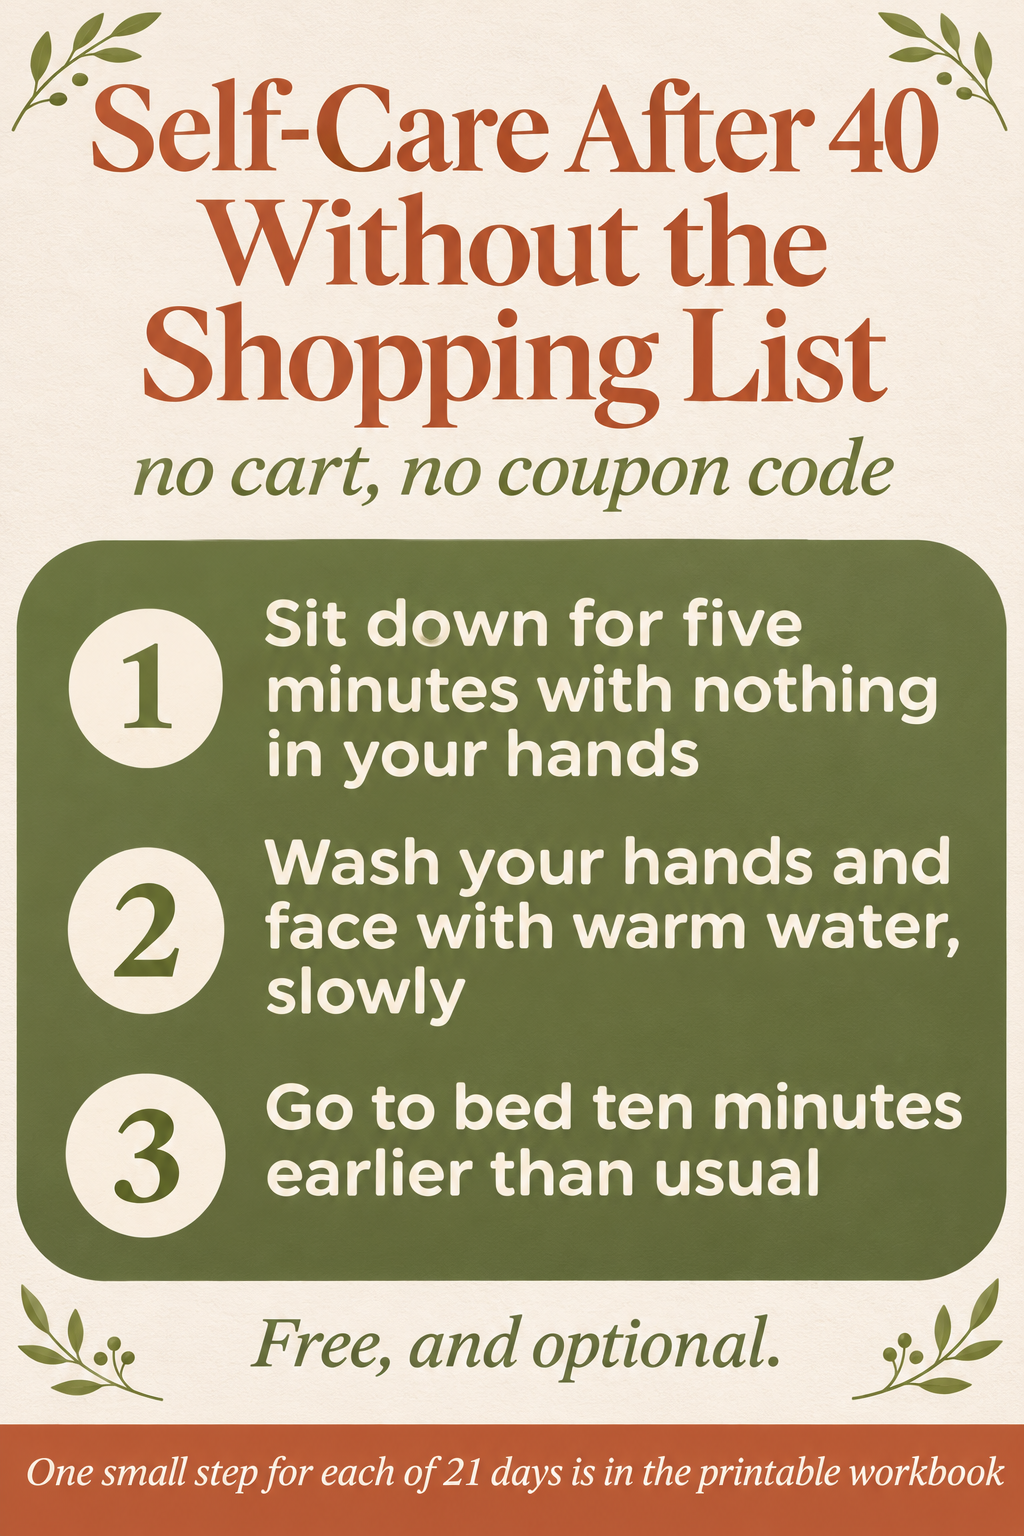 Self-Care After 40
Without the
Shopping List
no cart, no coupon code
1
Sit down for five
minutes with nothing
in your hands
2
Wash your hands and
face with warm water,
slowly
3
Go to bed ten minutes
earlier than usual
Free, and optional.
One small step for each of 21 days is in the printable workbook